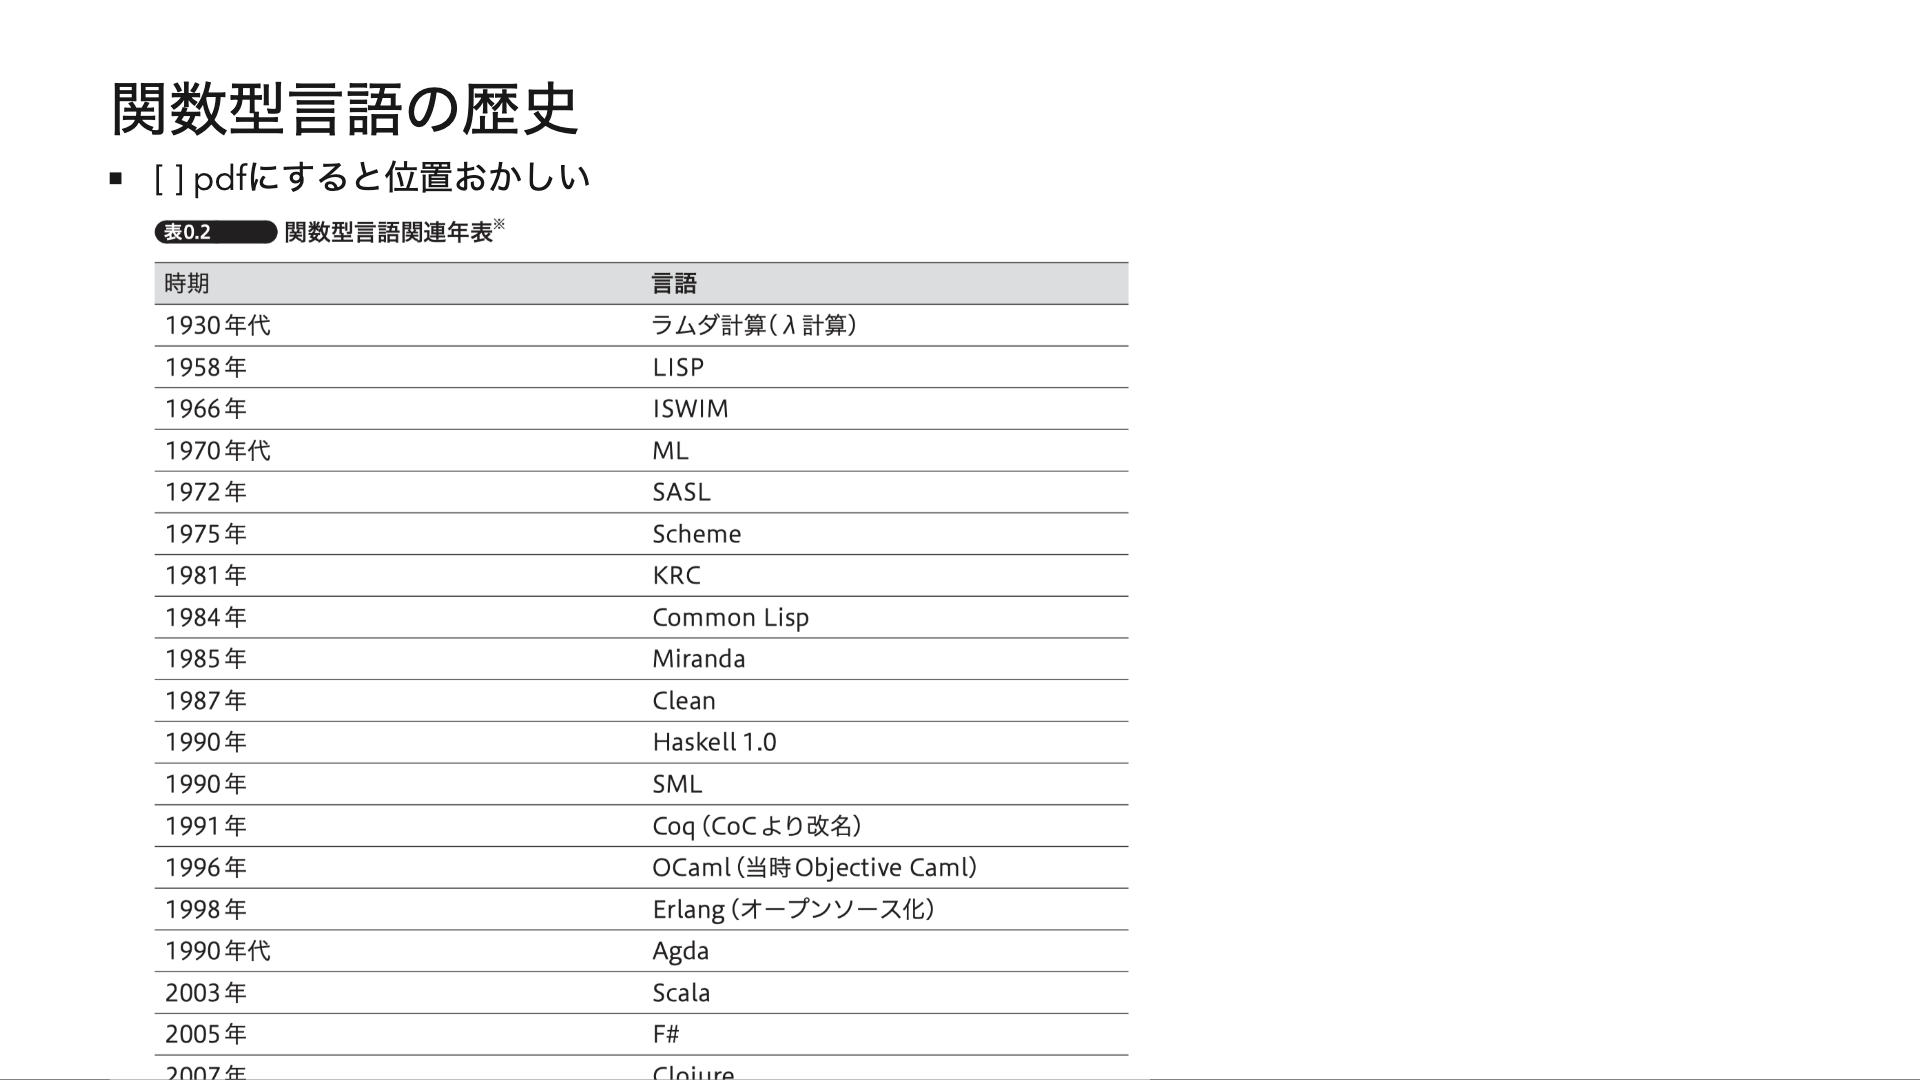 関数型言語の歴史
▪ [ ] pdfにすると位置おかしい
表0.2 関数型言語関連年表※
時期 言語
1930年代 ラムダ計算(λ計算)
1958年 LISP
1966年 ISWIM
1970年代 ML
1972年 SASL
1975年 Scheme
1981年 KRC
1984年 Common Lisp
1985年 Miranda
1987年 Clean
1990年 Haskell 1.0
1990年 SML
1991年 Coq(CoCより改名)
1996年 OCaml(当時Objective Caml)
1998年 Erlang(オープンソース化)
1990年代 Agda
2003年 Scala
2005年 F#
2007年 Clojure